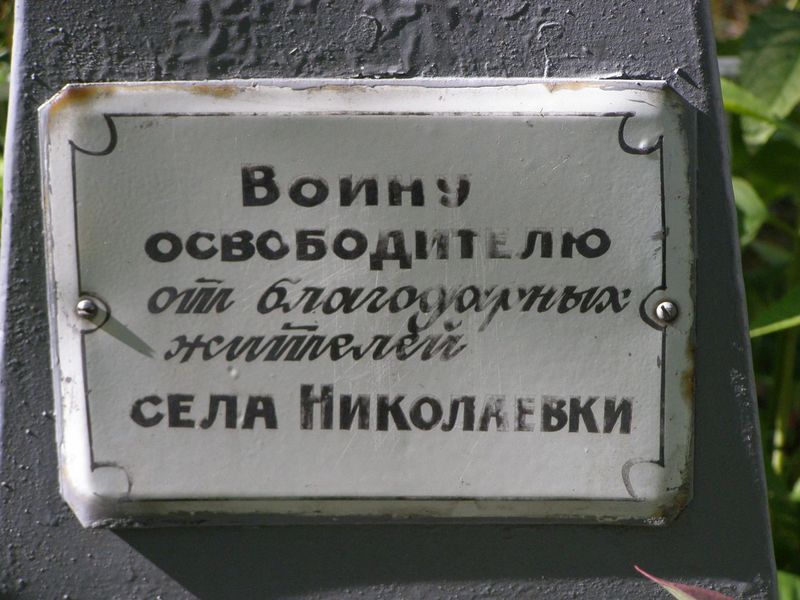 Воину
освободителю
от благодарных
жителей
села Николаевки